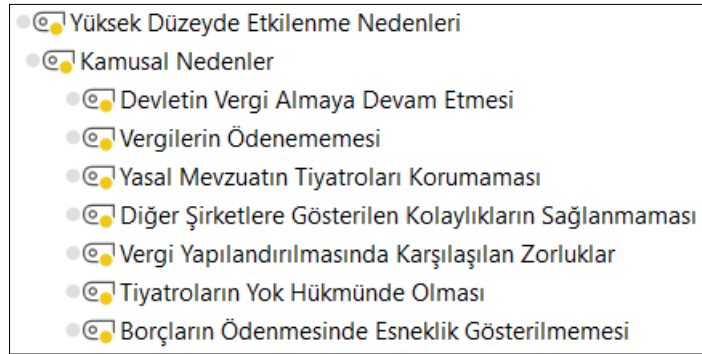 Yüksek Düzeyde Etkilenme Nedenleri
Kamusal Nedenler
Devletin Vergi Almaya Devam Etmesi
Vergilerin Ödenememesi
Yasal Mevzuatın Tiyatroları Korumaması
Diğer Şirketlere Gösterilen Kolaylıkların Sağlanmaması
Vergi Yapılandırılmasında Karşılaşılan Zorluklar
Tiyatroların Yok Hükmünde Olması
Borçların Ödenmesinde Esneklik Gösterilmemesi